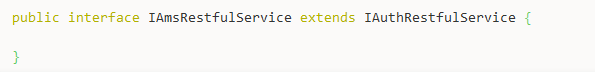 public interface IAmsRestfulService extends IAuthRestfulService {
}